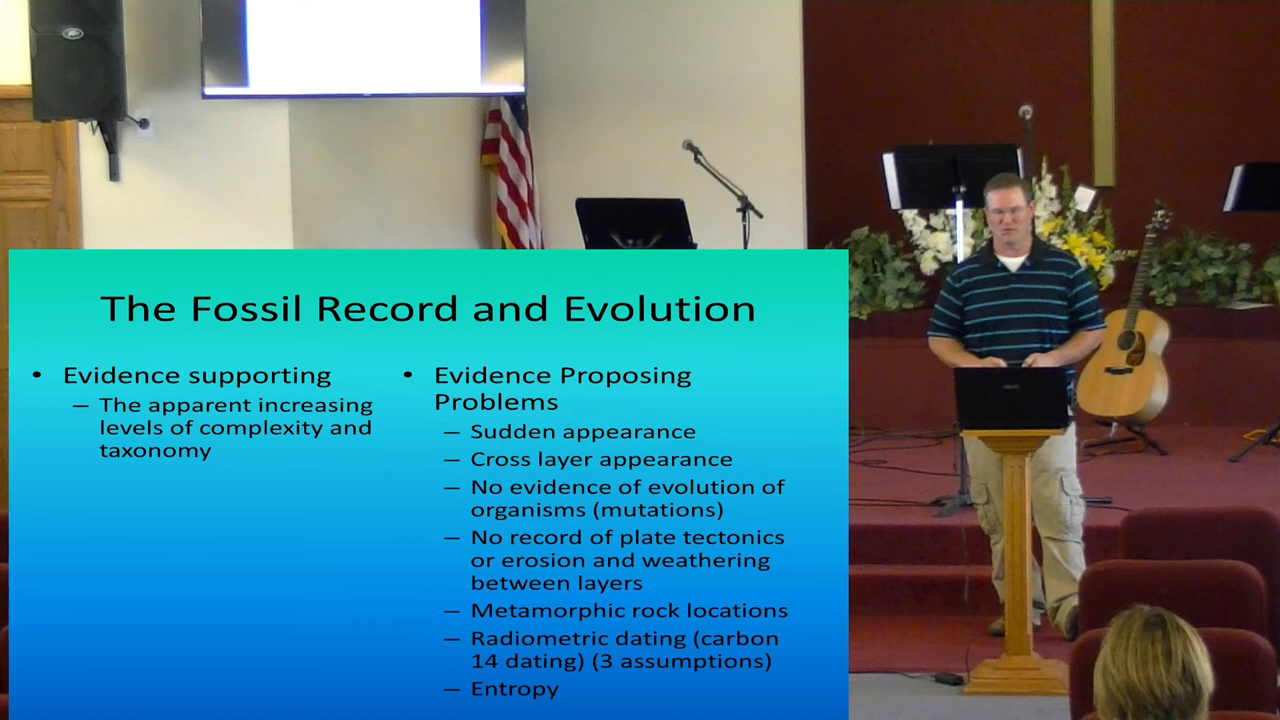 The Fossil Record and Evolution
• Evidence supporting
– The apparent increasing
levels of complexity and
taxonomy
• Evidence Proposing
Problems
– Sudden appearance
– Cross layer appearance
– No evidence of evolution of
organisms (mutations)
– No record of plate tectonics
or erosion and weathering
between layers
– Metamorphic rock locations
– Radiometric dating (carbon
14 dating) (3 assumptions)
– Entropy